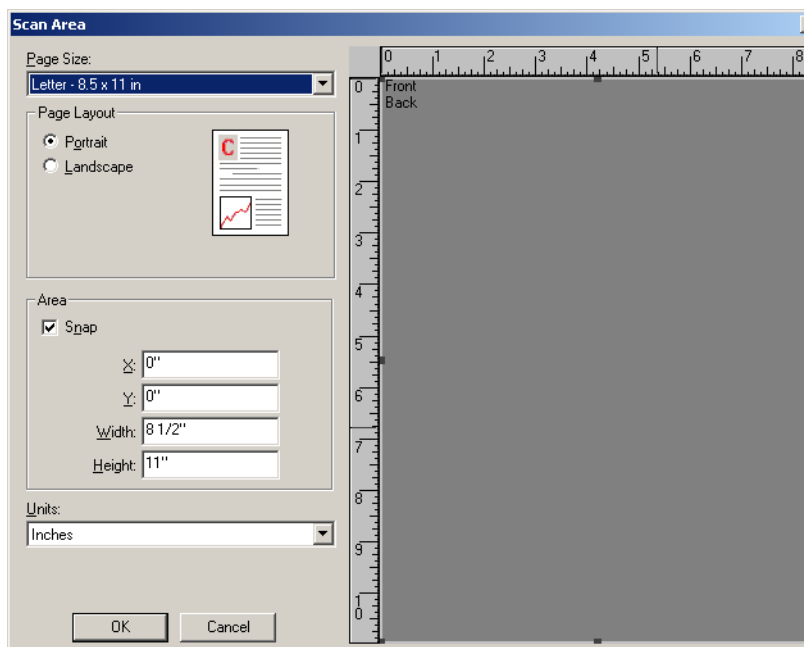 Scan Area
Page Size:
Letter - 8.5 x 11 in
Page Layout
Portrait
Landscape
C
Area
Snap
X: 0"
Y: 0"
Width: 8 1/2"
Height: 11"
Units:
Inches
OK Cancel
0 1 2 3 4 5 6 7 8
0
1
2
3
4
5
6
7
8
9
10
Front
Back